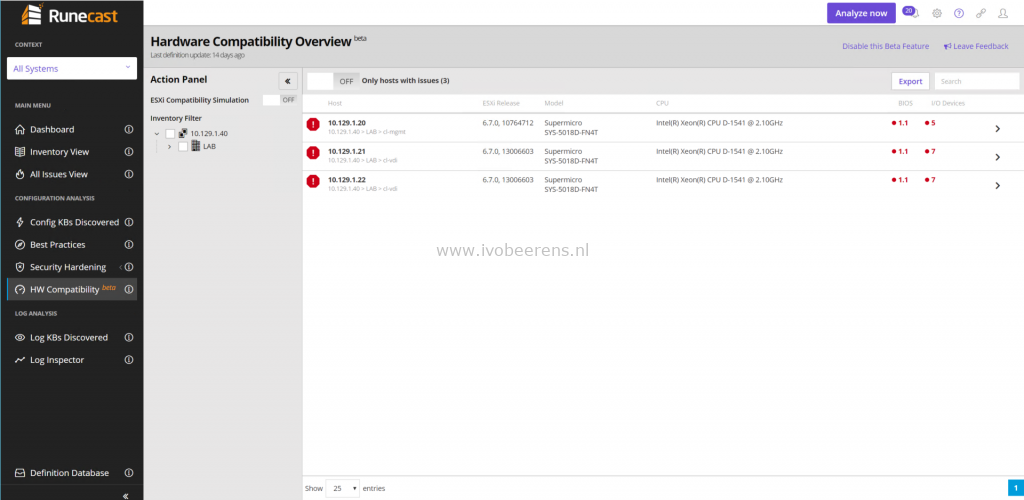 Runecast
CONTEXT
All Systems
MAIN MENU
Dashboard
Inventory View
All Issues View
CONFIGURATION ANALYSIS
Config KBs Discovered
Best Practices
Security Hardening
HW Compatibility beta
LOG ANALYSIS
Log KBs Discovered
Log Inspector
Definition Database
Analyze now
20
Hardware Compatibility Overview beta
Last definition update: 14 days ago
Disable this Beta Feature
Leave Feedback
Action Panel
ESXi Compatibility Simulation OFF
Inventory Filter
10.129.1.40
LAB
OFF Only hosts with issues (3)
Export
Search
Host ESXi Release Model CPU BIOS I/O Devices
10.129.1.20 6.7.0, 10764712 Supermicro Intel(R) Xeon(R) CPU D-1541 @ 2.10GHz 1.1 5
10.129.1.40 > LAB > cl-mgmt SYS-5018D-FN4T
10.129.1.21 6.7.0, 13006603 Supermicro Intel(R) Xeon(R) CPU D-1541 @ 2.10GHz 1.1 7
10.129.1.40 > LAB > cl-vdi SYS-5018D-FN4T
10.129.1.22 6.7.0, 13006603 Supermicro Intel(R) Xeon(R) CPU D-1541 @ 2.10GHz 1.1 7
10.129.1.40 > LAB > cl-vdi SYS-5018D-FN4T
www.ivobeerens.nl
Show 25 entries
1